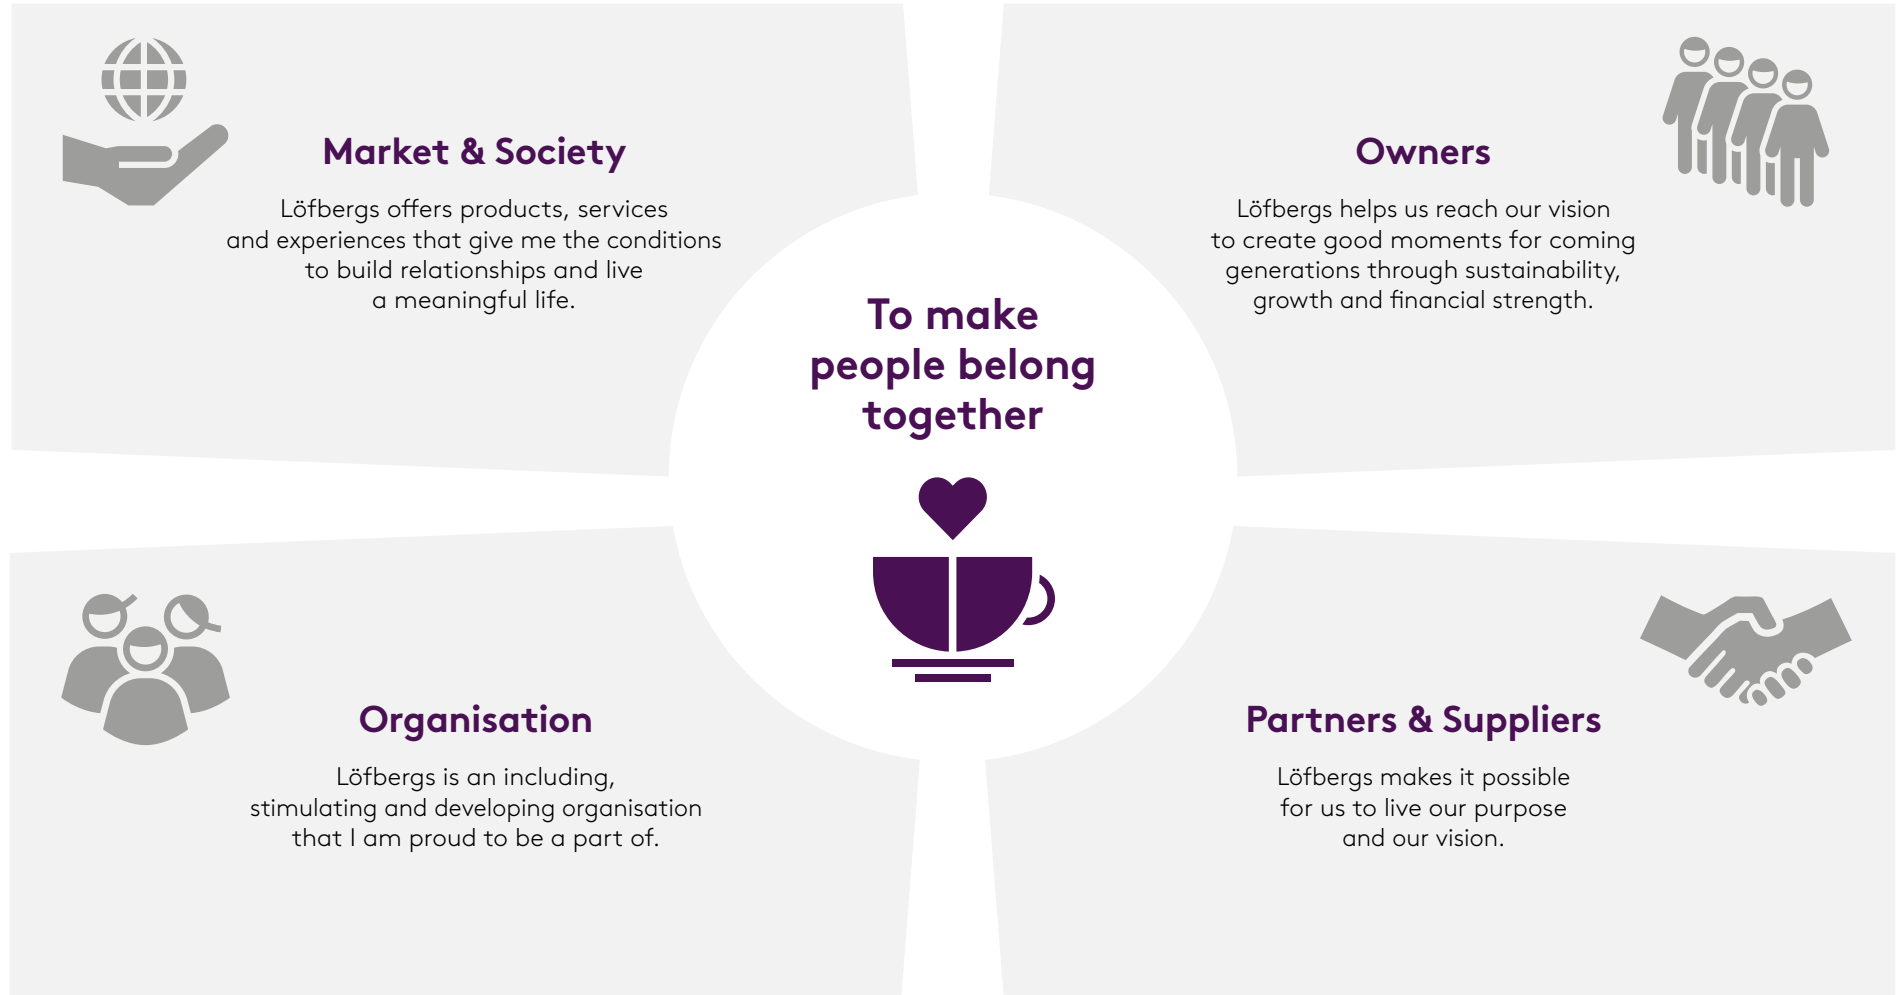 Market & Society
Löfbergs offers products, services
and experiences that give me the conditions
to build relationships and live
a meaningful life.
Owners
Löfbergs helps us reach our vision
to create good moments for coming
generations through sustainability,
growth and financial strength.
To make
people belong
together
Organisation
Löfbergs is an including,
stimulating and developing organisation
that I am proud to be a part of.
Partners & Suppliers
Löfbergs makes it possible
for us to live our purpose
and our vision.